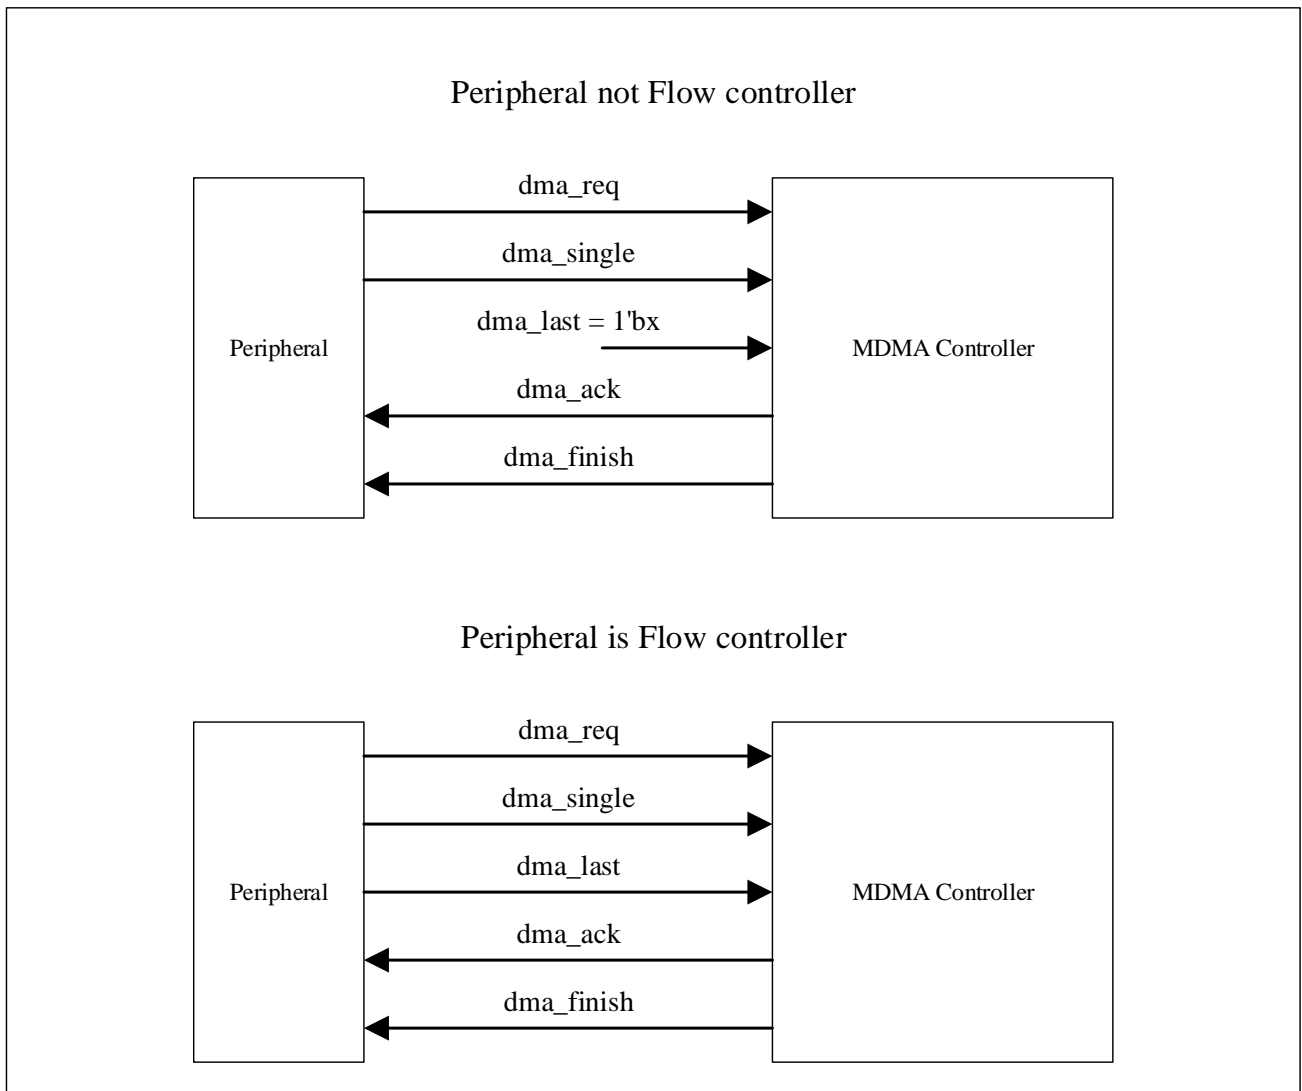 Peripheral not Flow controller
dma_req
dma_single
dma_last = 1'bx
Peripheral
MDMA Controller
dma_ack
dma_finish
Peripheral is Flow controller
dma_req
dma_single
dma_last
Peripheral
MDMA Controller
dma_ack
dma_finish